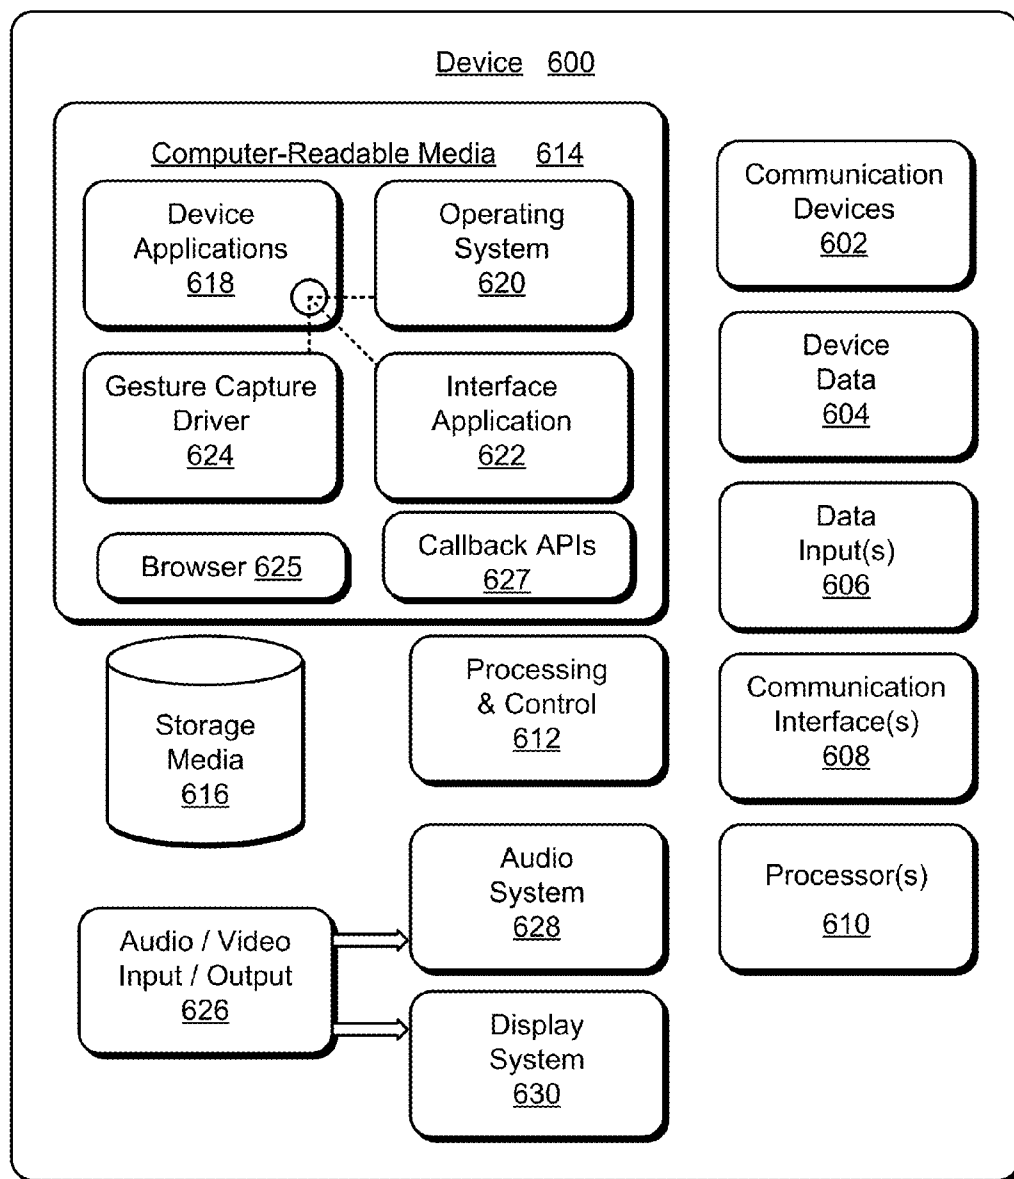 Device 600
Computer-Readable Media 614
Device
Applications
618
Operating
System
620
Gesture Capture
Driver
624
Interface
Application
622
Browser 625
Callback APIs
627
Storage
Media
616
Processing
& Control
612
Audio / Video
Input / Output
626
Audio
System
628
Display
System
630
Communication
Devices
602
Device
Data
604
Data
Input(s)
606
Communication
Interface(s)
608
Processor(s)
610